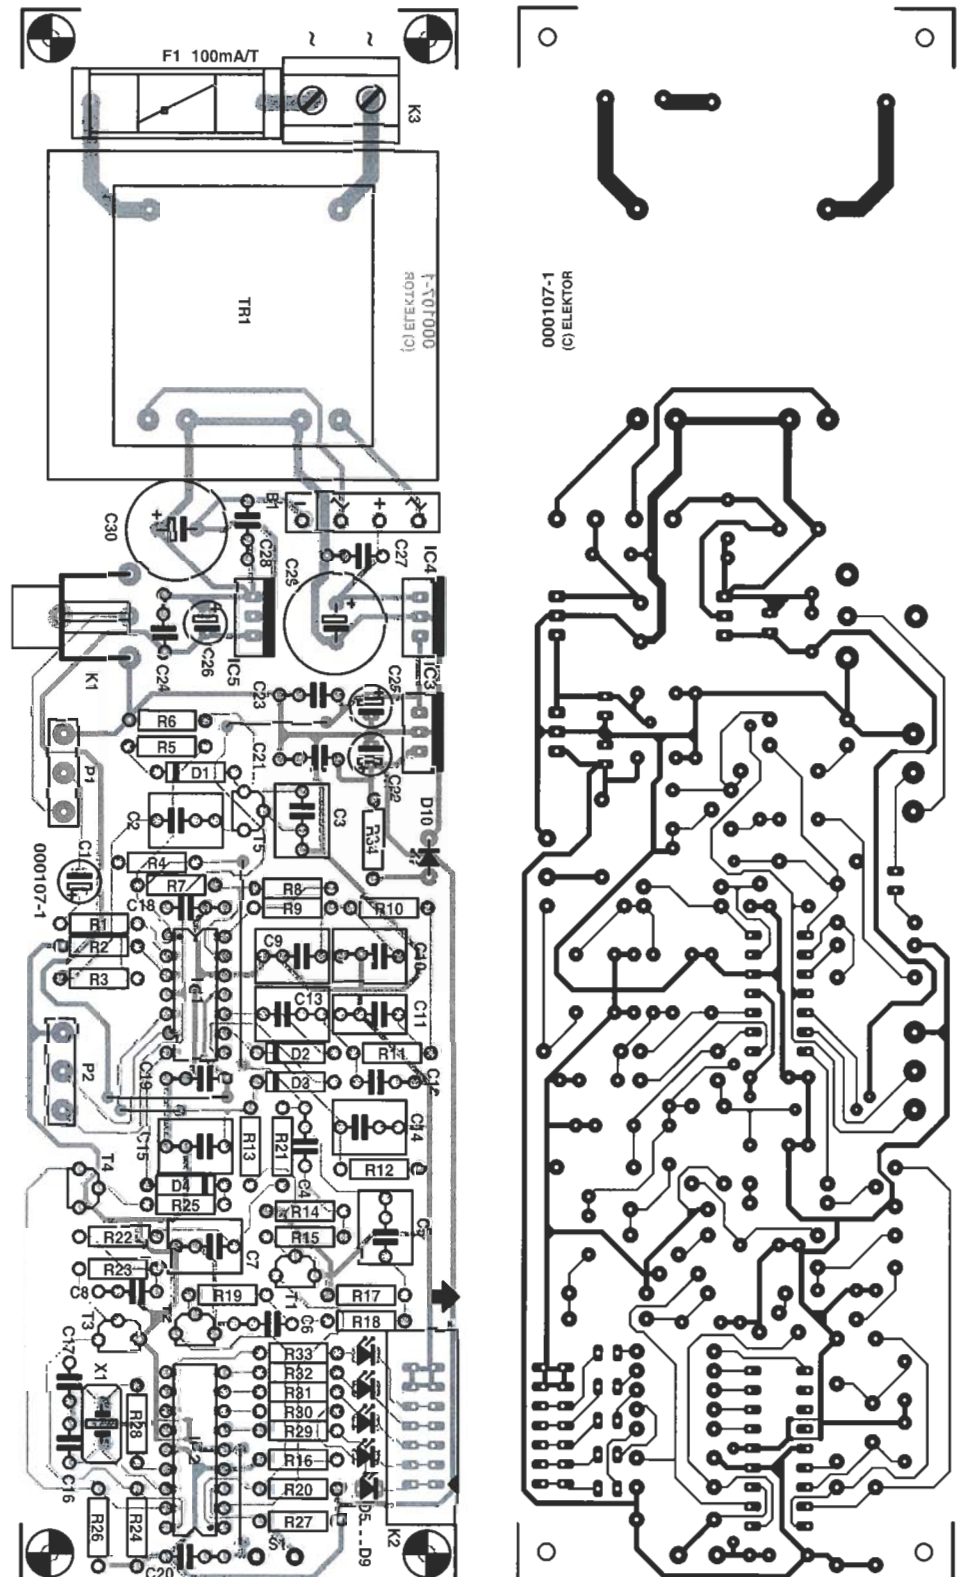 F1 100mA/T
~ ~
K3
TR1
000107-1
(C) ELEKTOR
000107-1
(C) ELEKTOR
B1
C30
+
C28
C29
C27
IC4
+
-
~
+
~
K1
C24
C26
IC5
IC3
C23
C25
R6
R5
D1
C21
C22
P1
C2
T5
C3
R34
D10
C1
000107-1
R4
R7
C18
R8
R9
R10
R1
R2
R3
IC1
C9
C10
C13
C11
D2
R11
D3
C12
P2
C19
C15
R13
R21
C14
R12
T4
D4
R25
C4
R14
R15
C5
R22
R23
C7
C8
R19
T1
R17
T3
T2
C6
R18
C17
X1
R28
R33
R32
R31
R30
R29
R16
R20
R27
IC2
C16
R26
R24
C20
S1
D5...D9
K2